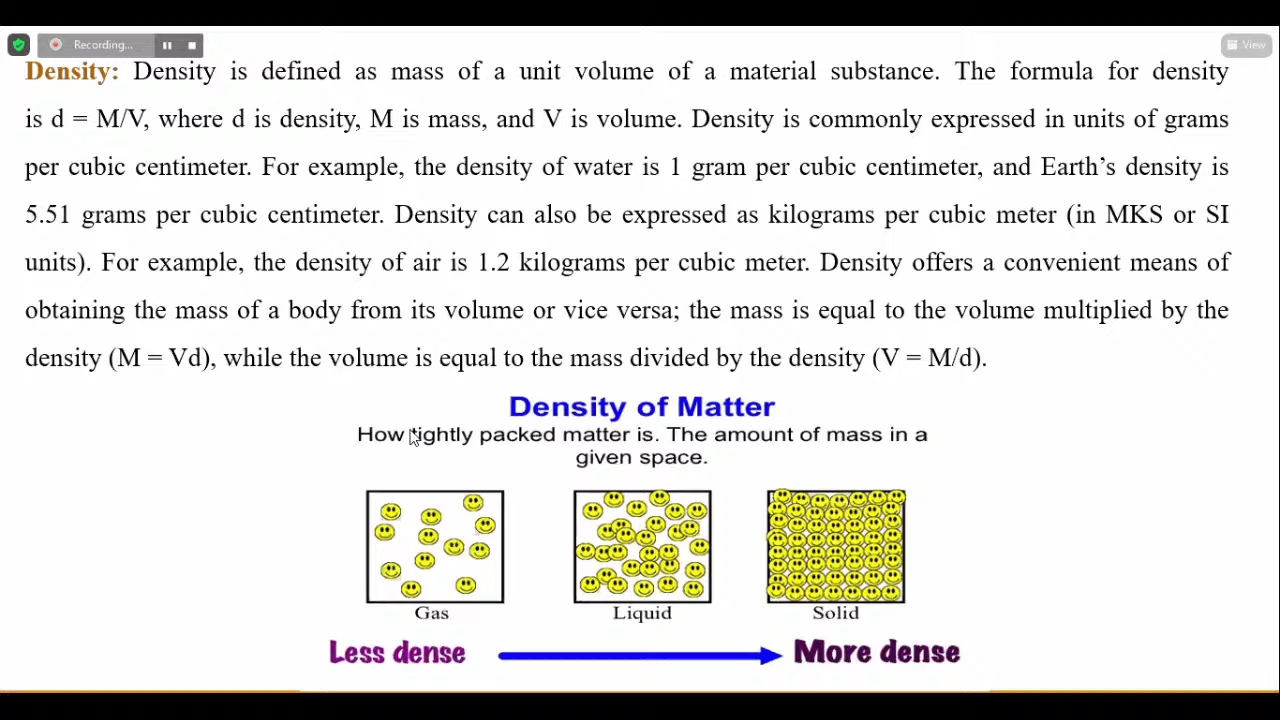 Recording...
View
Density: Density is defined as mass of a unit volume of a material substance. The formula for density
is d = M/V, where d is density, M is mass, and V is volume. Density is commonly expressed in units of grams
per cubic centimeter. For example, the density of water is 1 gram per cubic centimeter, and Earth’s density is
5.51 grams per cubic centimeter. Density can also be expressed as kilograms per cubic meter (in MKS or SI
units). For example, the density of air is 1.2 kilograms per cubic meter. Density offers a convenient means of
obtaining the mass of a body from its volume or vice versa; the mass is equal to the volume multiplied by the
density (M = Vd), while the volume is equal to the mass divided by the density (V = M/d).
Density of Matter
How tightly packed matter is. The amount of mass in a
given space.
Gas Liquid Solid
Less dense More dense